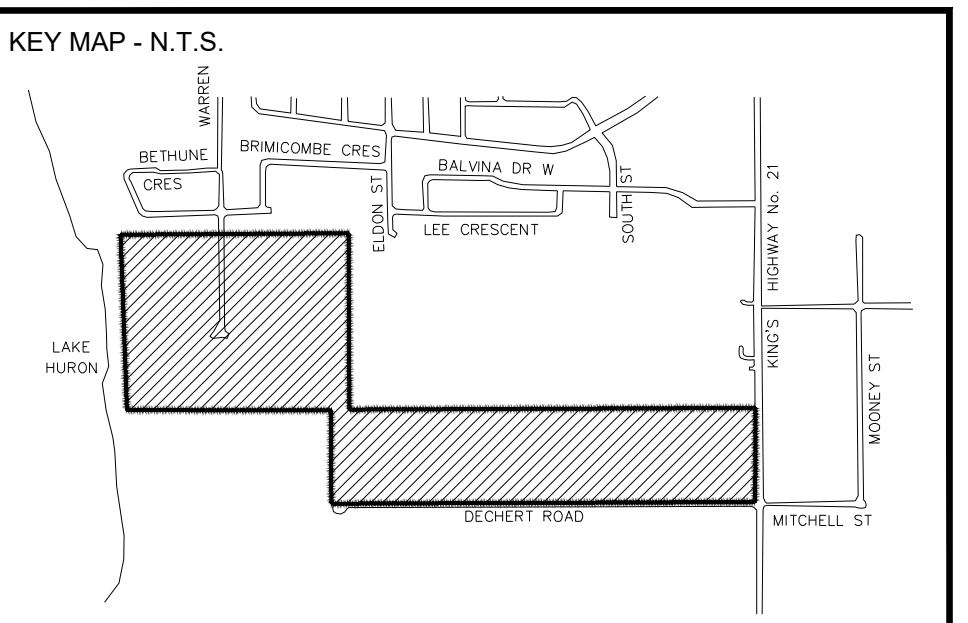 KEY MAP - N.T.S.
WARREN
BETHUNE
CRES
BRIMICOMBE CRES
BALVINA DR W
ELDON ST
LEE CRESCENT
SOUTH ST
KING'S HIGHWAY No. 21
LAKE
HURON
MOONEY ST
DECHERT ROAD
MITCHELL ST